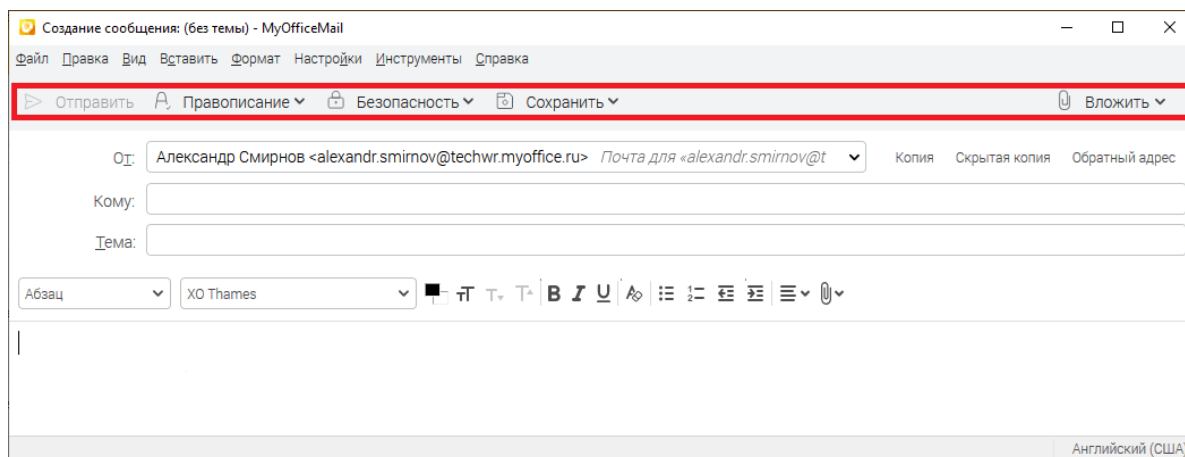 Создание сообщения: (без темы) - MyOfficeMail
Файл Правка Вид Вставить Формат Настройки Инструменты Справка
Отправить Правописание Безопасность Сохранить Вложить
От: Александр Смирнов <alexandr.smirnov@techwr.myoffice.ru> Почта для «alexandr.smirnov@t Копия Скрытая копия Обратный адрес
Кому:
Тема:
Абзац XO Thames
Английский (США)